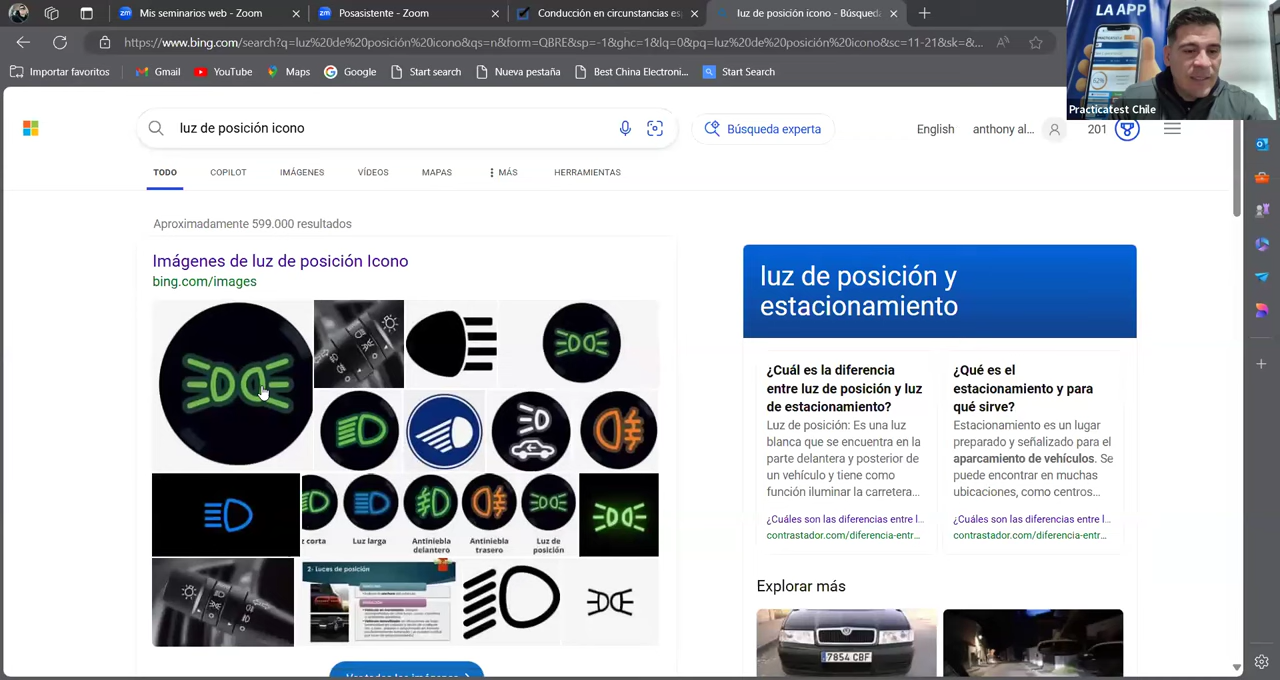 Mis seminarios web - Zoom
Posasistente - Zoom
Conducción en circunstancias es
luz de posición icono - Búsqueda
https://www.bing.com/search?q=luz%20de%20posición%20icono&qs=n&form=QBRE&sp=-1&ghc=1&lq=0&pq=luz%20de%20posición%20icono&sc=11-21&sk=&...
Importar favoritos
Gmail
YouTube
Maps
Google
Start search
Nueva pestaña
Best China Electroni...
Start Search
LA APP
62%
Practicatest Chile
luz de posición icono
Búsqueda experta
English
anthony al...
201
TODO
COPILOT
IMÁGENES
VÍDEOS
MAPAS
MÁS
HERRAMIENTAS
Aproximadamente 599.000 resultados
Imágenes de luz de posición Icono
bing.com/images
z corta
Luz larga
Antiniebla
delantero
Antiniebla
trasero
Luz de
posición
2- Luces de posición
Ver todas las imágenes
luz de posición y
estacionamiento
¿Cuál es la diferencia
entre luz de posición y luz
de estacionamiento?
Luz de posición: Es una luz
blanca que se encuentra en la
parte delantera y posterior de
un vehículo y tiene como
función iluminar la carretera...
¿Cuáles son las diferencias entre l...
contrastador.com/diferencia-entr...
¿Qué es el
estacionamiento y para
qué sirve?
Estacionamiento es un lugar
preparado y señalizado para el
aparcamiento de vehículos. Se
puede encontrar en muchas
ubicaciones, como centros...
¿Cuáles son las diferencias entre l...
contrastador.com/diferencia-entr...
Explorar más
7854 CBF